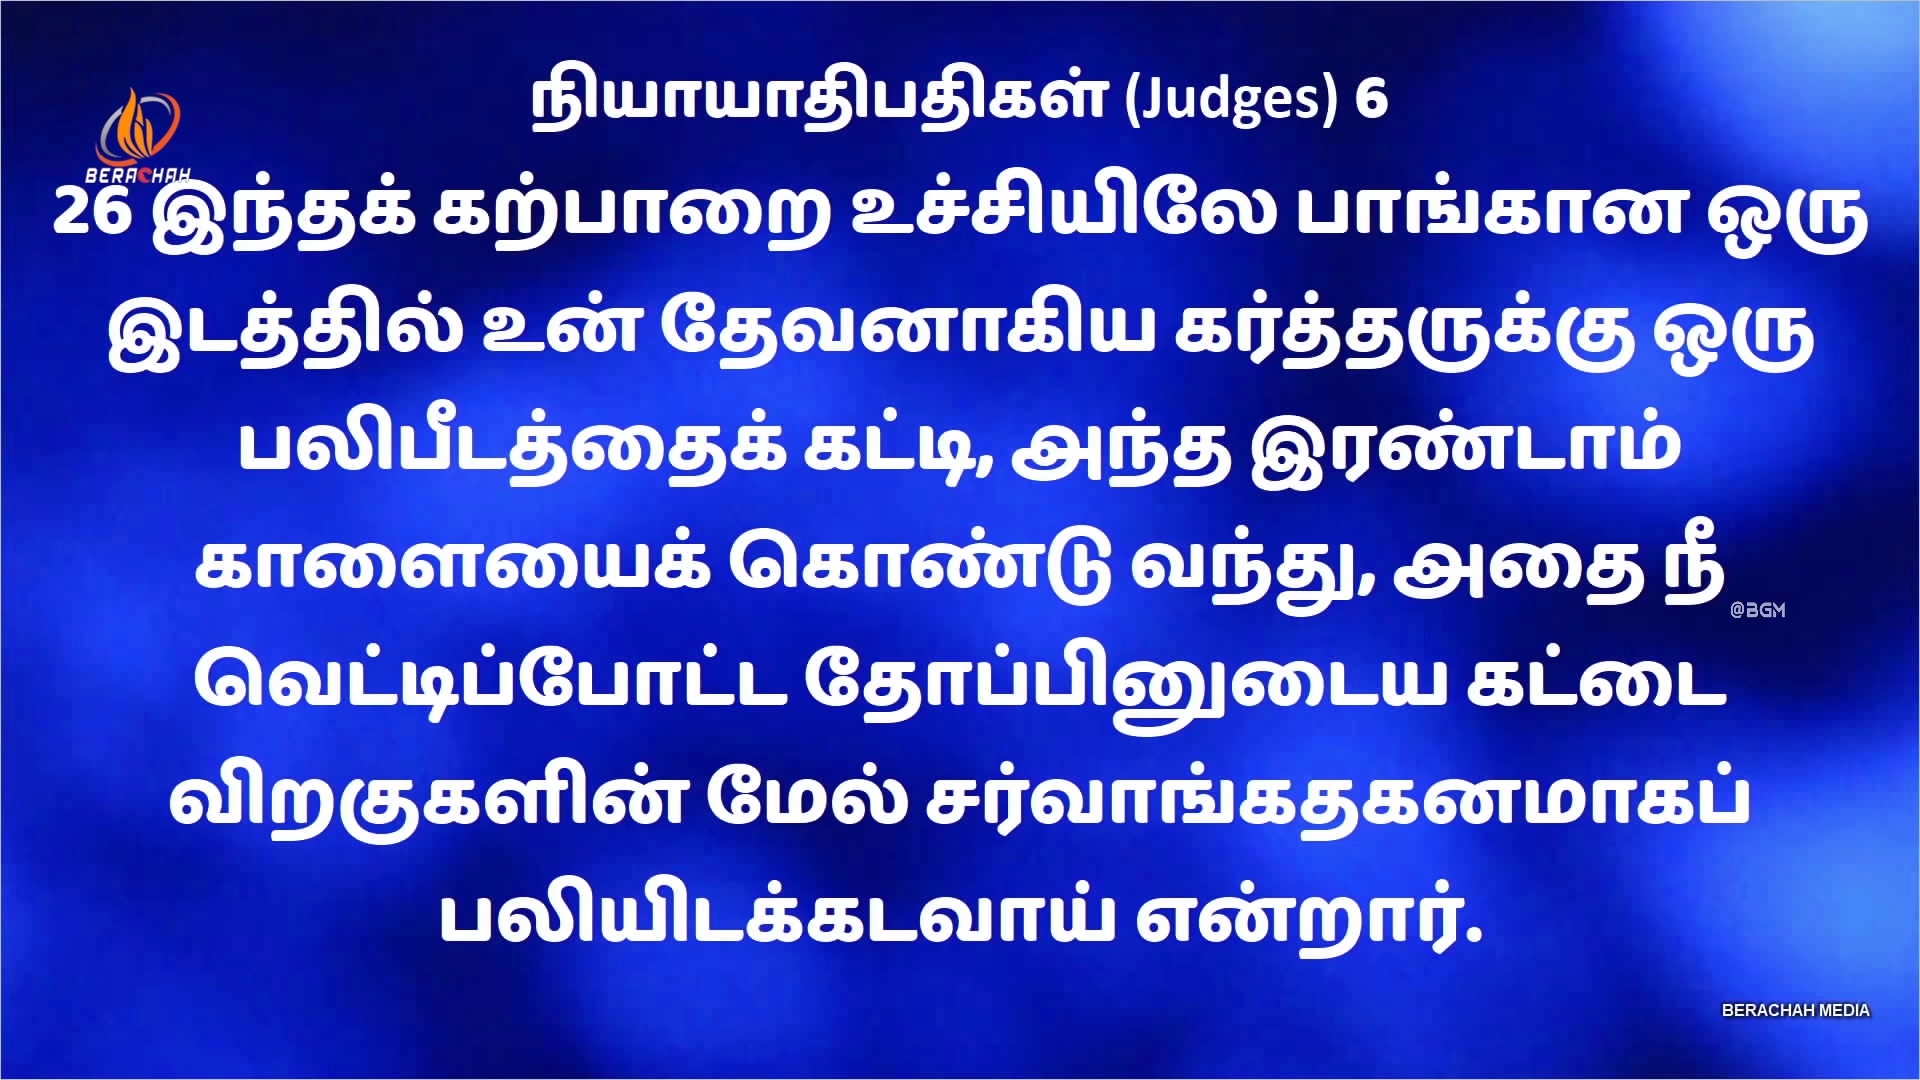 நியாயாதிபதிகள் (Judges) 6
BERACHAH
26 இந்தக் கற்பாறை உச்சியிலே பாங்கான ஒரு
இடத்தில் உன் தேவனாகிய கர்த்தருக்கு ஒரு
பலிபீடத்தைக் கட்டி, அந்த இரண்டாம்
காளையைக் கொண்டு வந்து, அதை நீ
@BGM
வெட்டிப்போட்ட தோப்பினுடைய கட்டை
விறகுகளின் மேல் சர்வாங்கதகனமாகப்
பலியிடக்கடவாய் என்றார்.
BERACHAH MEDIA